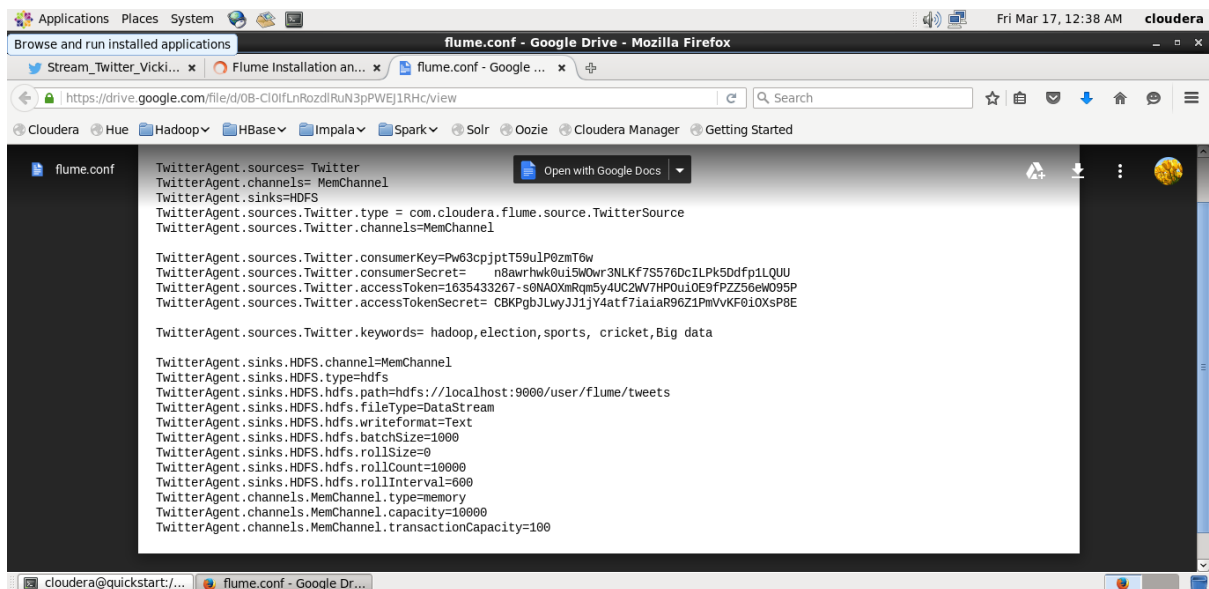 Applications Places System Fri Mar 17, 12:38 AM cloudera
Browse and run installed applications
flume.conf - Google Drive - Mozilla Firefox
Stream_Twitter_Vicki... Flume Installation an... flume.conf - Google ...
https://drive.google.com/file/d/0B-Cl0IfLnRozdlRuN3pPWEJ1RHc/view Search
Cloudera Hue Hadoop HBase Impala Spark Solr Oozie Cloudera Manager Getting Started
flume.conf
Open with Google Docs
TwitterAgent.sources= Twitter
TwitterAgent.channels= MemChannel
TwitterAgent.sinks=HDFS
TwitterAgent.sources.Twitter.type = com.cloudera.flume.source.TwitterSource
TwitterAgent.sources.Twitter.channels=MemChannel
TwitterAgent.sources.Twitter.consumerKey=Pw63cpjptT59ulP0zmT6w
TwitterAgent.sources.Twitter.consumerSecret= n8awrhwk0ui5WOwr3NLKf7S576DcILPk5Ddfp1LQUU
TwitterAgent.sources.Twitter.accessToken=1635433267-s0NAOXmRqm5y4UC2WV7HPOuiOE9fPZZ56eWO95P
TwitterAgent.sources.Twitter.accessTokenSecret= CBKPgbJLwyJJ1jY4atf7iaiaR96Z1PmVvKF0iOXsP8E
TwitterAgent.sources.Twitter.keywords= hadoop,election,sports, cricket,Big data
TwitterAgent.sinks.HDFS.channel=MemChannel
TwitterAgent.sinks.HDFS.type=hdfs
TwitterAgent.sinks.HDFS.hdfs.path=hdfs://localhost:9000/user/flume/tweets
TwitterAgent.sinks.HDFS.hdfs.fileType=DataStream
TwitterAgent.sinks.HDFS.hdfs.writeformat=Text
TwitterAgent.sinks.HDFS.hdfs.batchSize=1000
TwitterAgent.sinks.HDFS.hdfs.rollSize=0
TwitterAgent.sinks.HDFS.hdfs.rollCount=10000
TwitterAgent.sinks.HDFS.hdfs.rollInterval=600
TwitterAgent.channels.MemChannel.type=memory
TwitterAgent.channels.MemChannel.capacity=10000
TwitterAgent.channels.MemChannel.transactionCapacity=100
cloudera@quickstart:/... flume.conf - Google Dr...